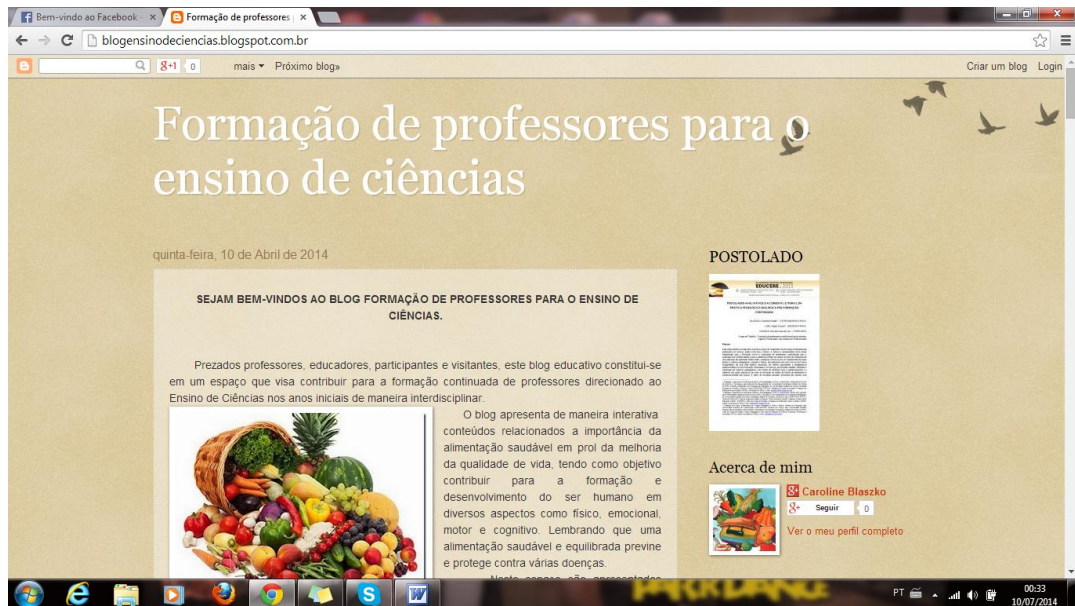 Bem-vindo ao Facebook -
Formação de professores
blogensinodeciencias.blogspot.com.br
g+1 0 mais Próximo blog» Criar um blog Login
Formação de professores para o
ensino de ciências
quinta-feira, 10 de Abril de 2014
SEJAM BEM-VINDOS AO BLOG FORMAÇÃO DE PROFESSORES PARA O ENSINO DE
CIÊNCIAS.
Prezados professores, educadores, participantes e visitantes, este blog educativo constitui-se
em um espaço que visa contribuir para a formação continuada de professores direcionado ao
Ensino de Ciências nos anos iniciais de maneira interdisciplinar.
O blog apresenta de maneira interativa
conteúdos relacionados a importância da
alimentação saudável em prol da melhoria
da qualidade de vida, tendo como objetivo
contribuir para a formação e
desenvolvimento do ser humano em
diversos aspectos como físico, emocional,
motor e cognitivo. Lembrando que uma
alimentação saudável e equilibrada previne
e protege contra várias doenças.
Neste espaço são apresentados
POSTOLADO
EDUCERE
Acerca de mim
Caroline Blaszko
Seguir 0
Ver o meu perfil completo
PT 00:33
10/07/2014